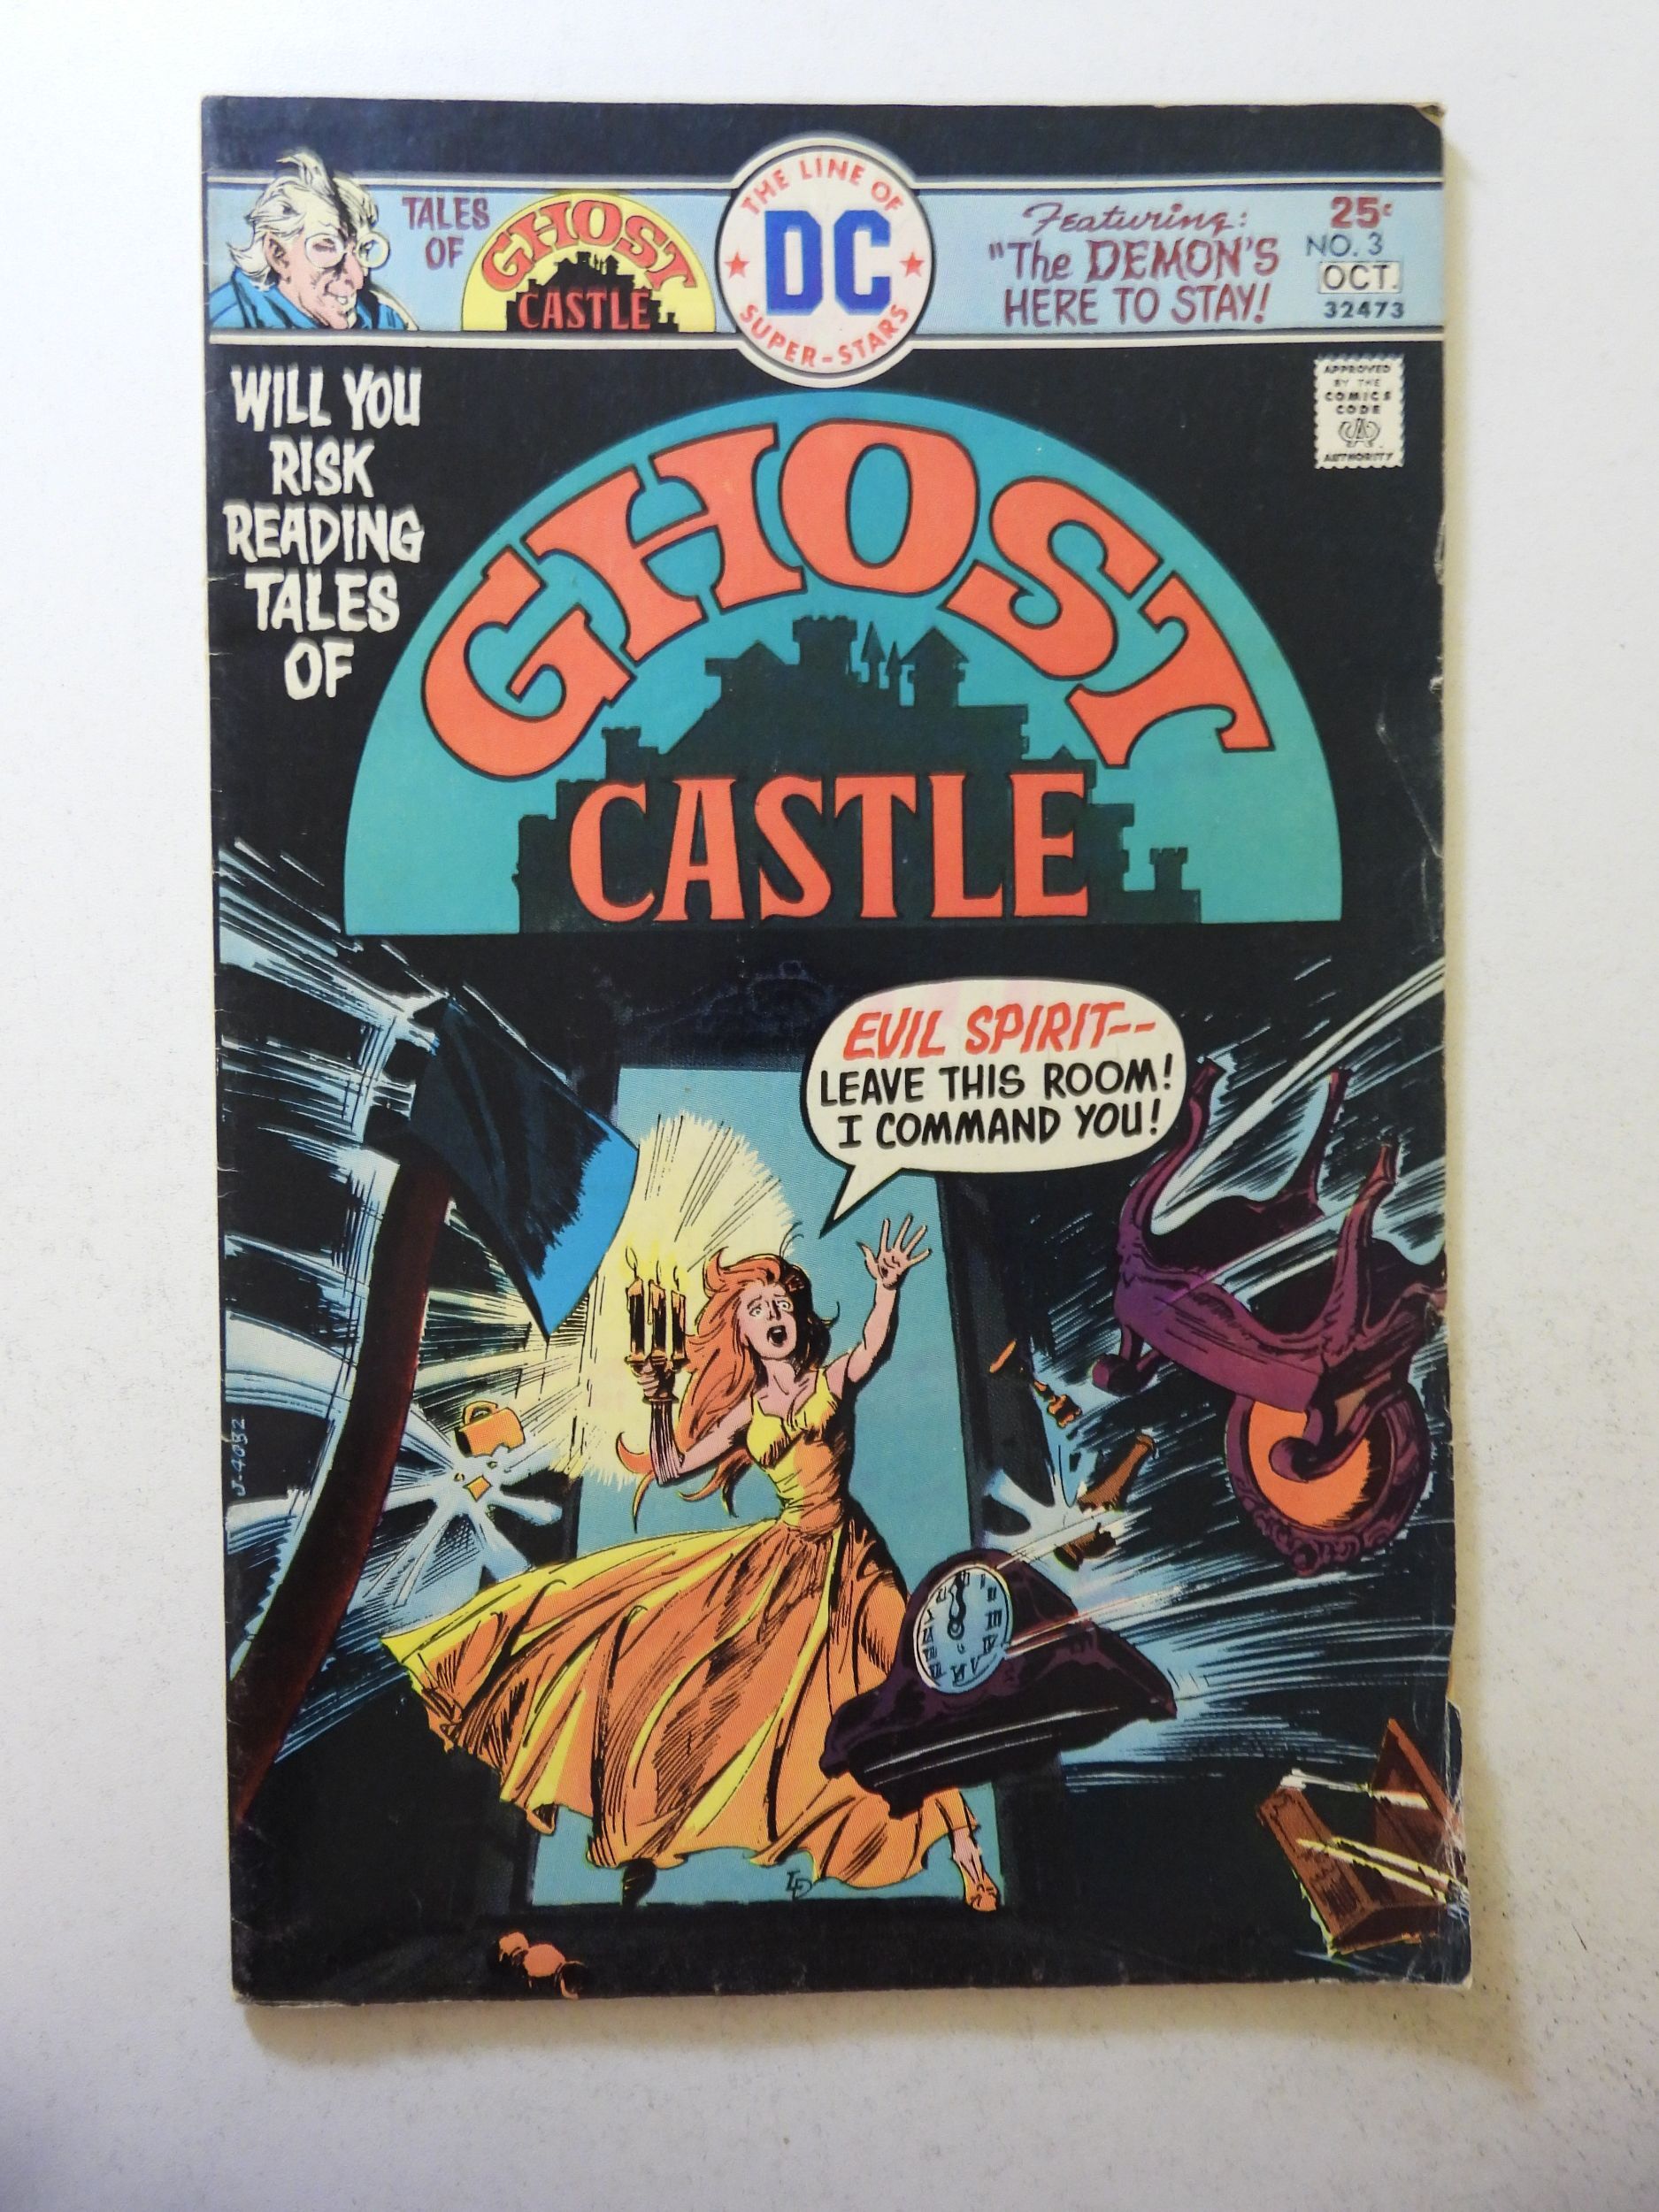 TALES
OF
GHOST
CASTLE
THE LINE OF
DC
SUPER-STARS
Featuring:
"The DEMON'S
HERE TO STAY!
25¢
NO. 3
OCT.
32473
APPROVED
BY THE
COMICS
CODE
CA
AUTHORITY
WILL YOU
RISK
READING
TALES
OF
GHOST
CASTLE
EVIL SPIRIT--
LEAVE THIS ROOM!
I COMMAND YOU!
J-4032